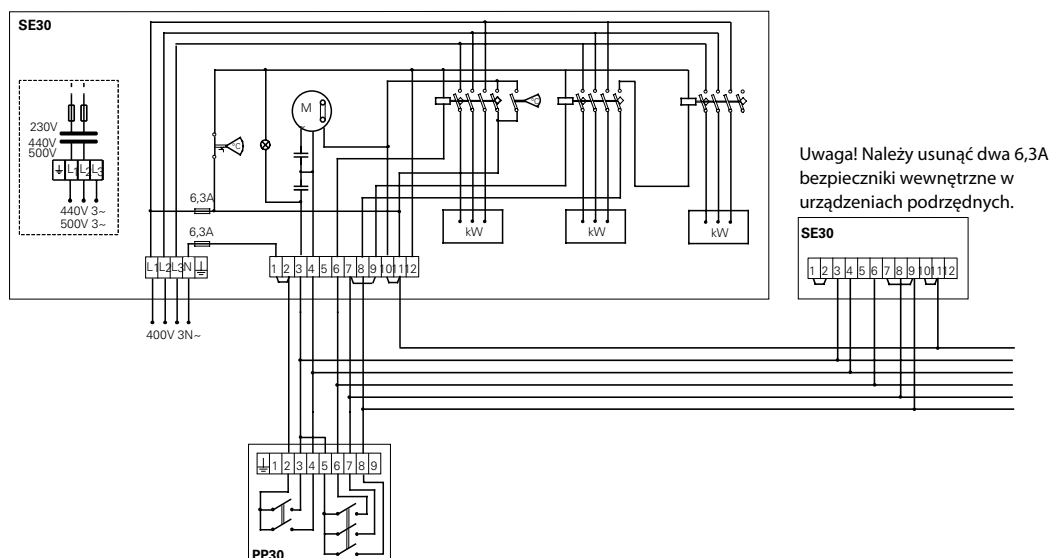 SE30
230V
440V
500V
L1 L2 L3
440V 3~
500V 3~
M
°C
°C
6,3A
6,3A
kW
kW
kW
L1 L2 L3 N
1 2 3 4 5 6 7 8 9 10 11 12
400V 3N~
Uwaga! Należy usunąć dwa 6,3A
bezpieczniki wewnętrzne w
urządzeniach podrzędnych.
SE30
1 2 3 4 5 6 7 8 9 10 11 12
1 2 3 4 5 6 7 8 9
PP30